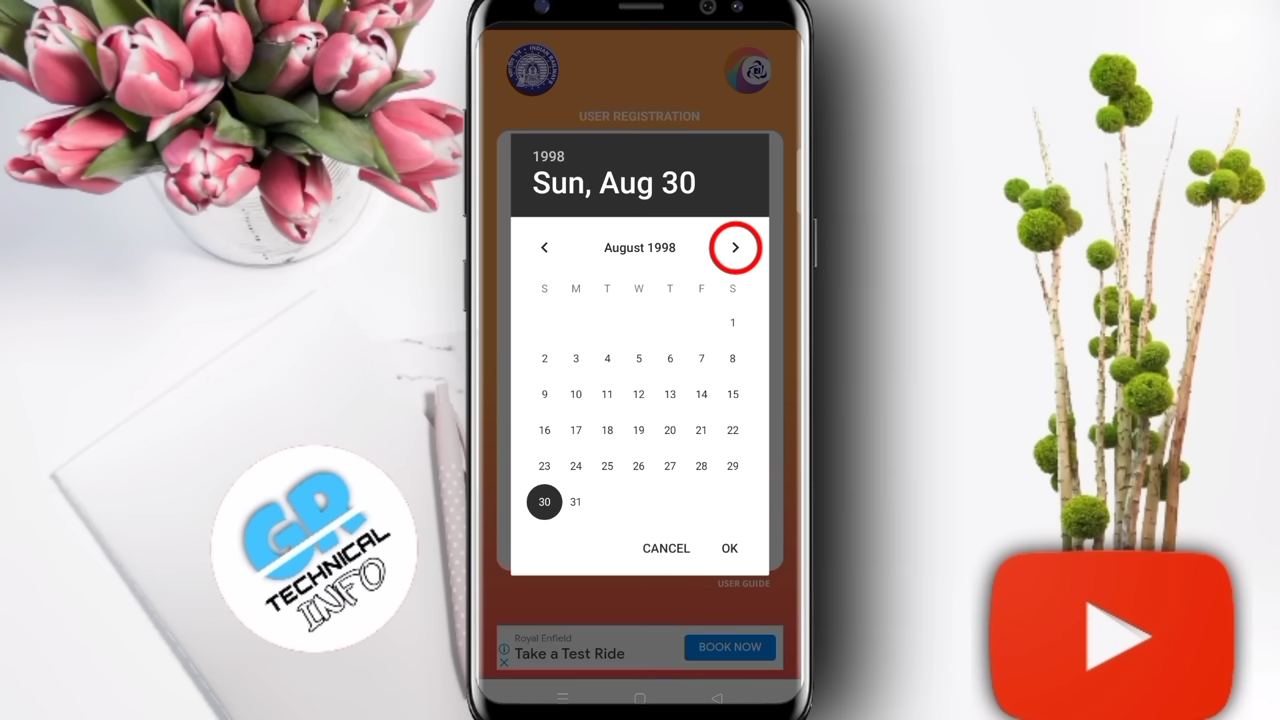 USER REGISTRATION
1998
Sun, Aug 30
August 1998
S M T W T F S
1
2 3 4 5 6 7 8
9 10 11 12 13 14 15
16 17 18 19 20 21 22
23 24 25 26 27 28 29
30 31
CANCEL OK
USER GUIDE
Royal Enfield
Take a Test Ride
BOOK NOW
GR
TECHNICAL
INFO